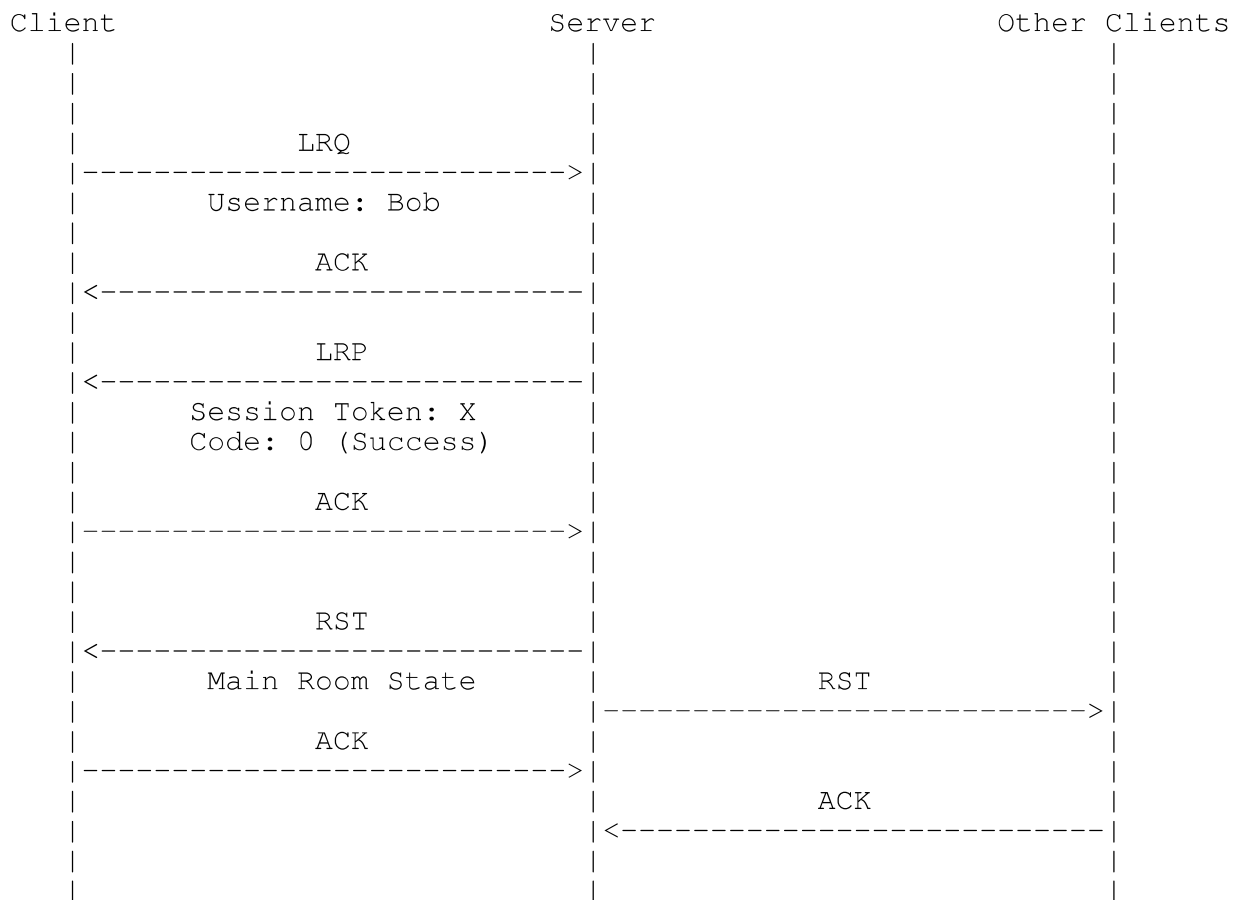 Client Server Other Clients
LRQ
Username: Bob
ACK
LRP
Session Token: X
Code: 0 (Success)
ACK
RST
Main Room State RST
ACK
ACK